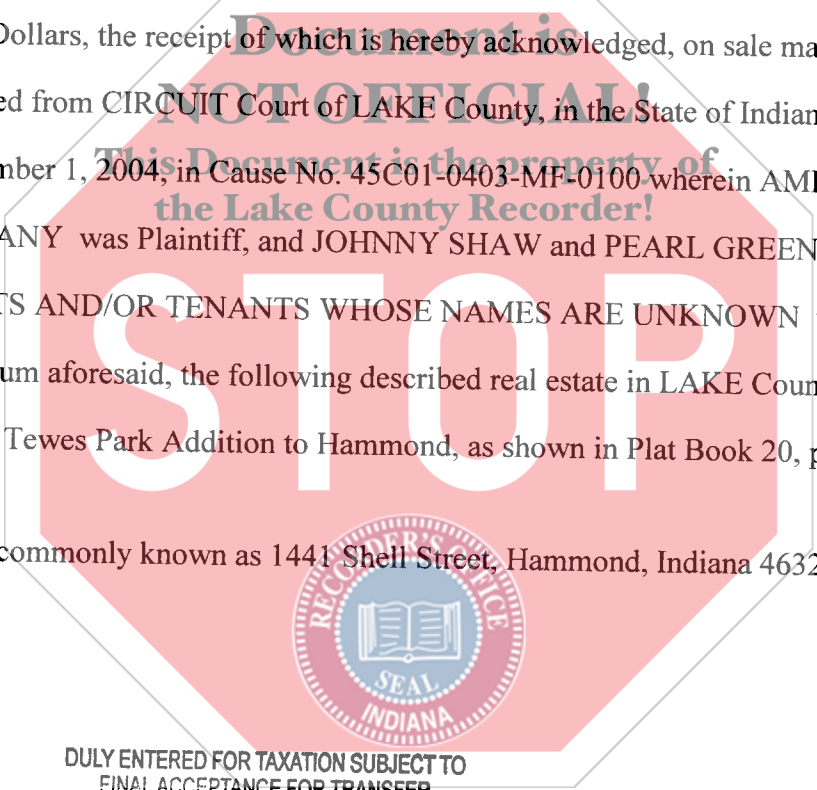 Document is
Dollars, the receipt of which is hereby acknowledged, on sale ma
NOT OFFICIAL!
ed from CIRCUIT Court of LAKE County, in the State of Indian
This Document is the property of
mber 1, 2004, in Cause No. 45C01-0403-MF-0100 wherein AM
the Lake County Recorder!
ANY was Plaintiff, and JOHNNY SHAW and PEARL GREEN
TS AND/OR TENANTS WHOSE NAMES ARE UNKNOWN
STOP
um aforesaid, the following described real estate in LAKE Coun
Tewes Park Addition to Hammond, as shown in Plat Book 20, p
commonly known as 1441 Shell Street, Hammond, Indiana 4632
RECORDER'S OFFICE
SEAL
INDIANA
DULY ENTERED FOR TAXATION SUBJECT TO
FINAL ACCEPTANCE FOR TRANSFER